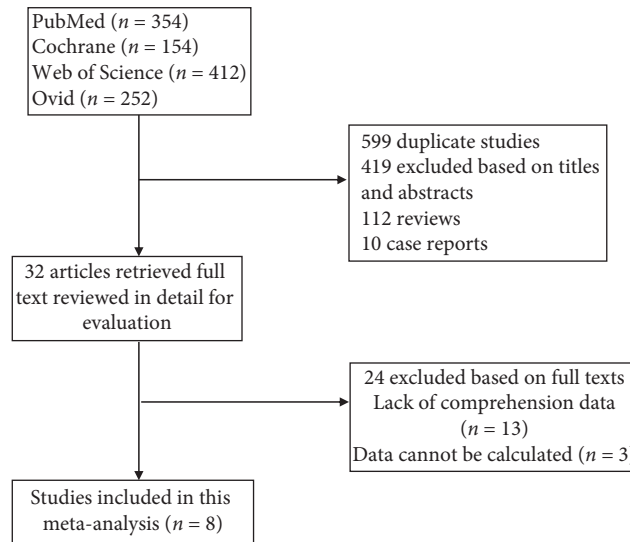 PubMed (n = 354)
Cochrane (n = 154)
Web of Science (n = 412)
Ovid (n = 252)
599 duplicate studies
419 excluded based on titles
and abstracts
112 reviews
10 case reports
32 articles retrieved full
text reviewed in detail for
evaluation
24 excluded based on full texts
Lack of comprehension data
(n = 13)
Data cannot be calculated (n = 3)
Studies included in this
meta-analysis (n = 8)